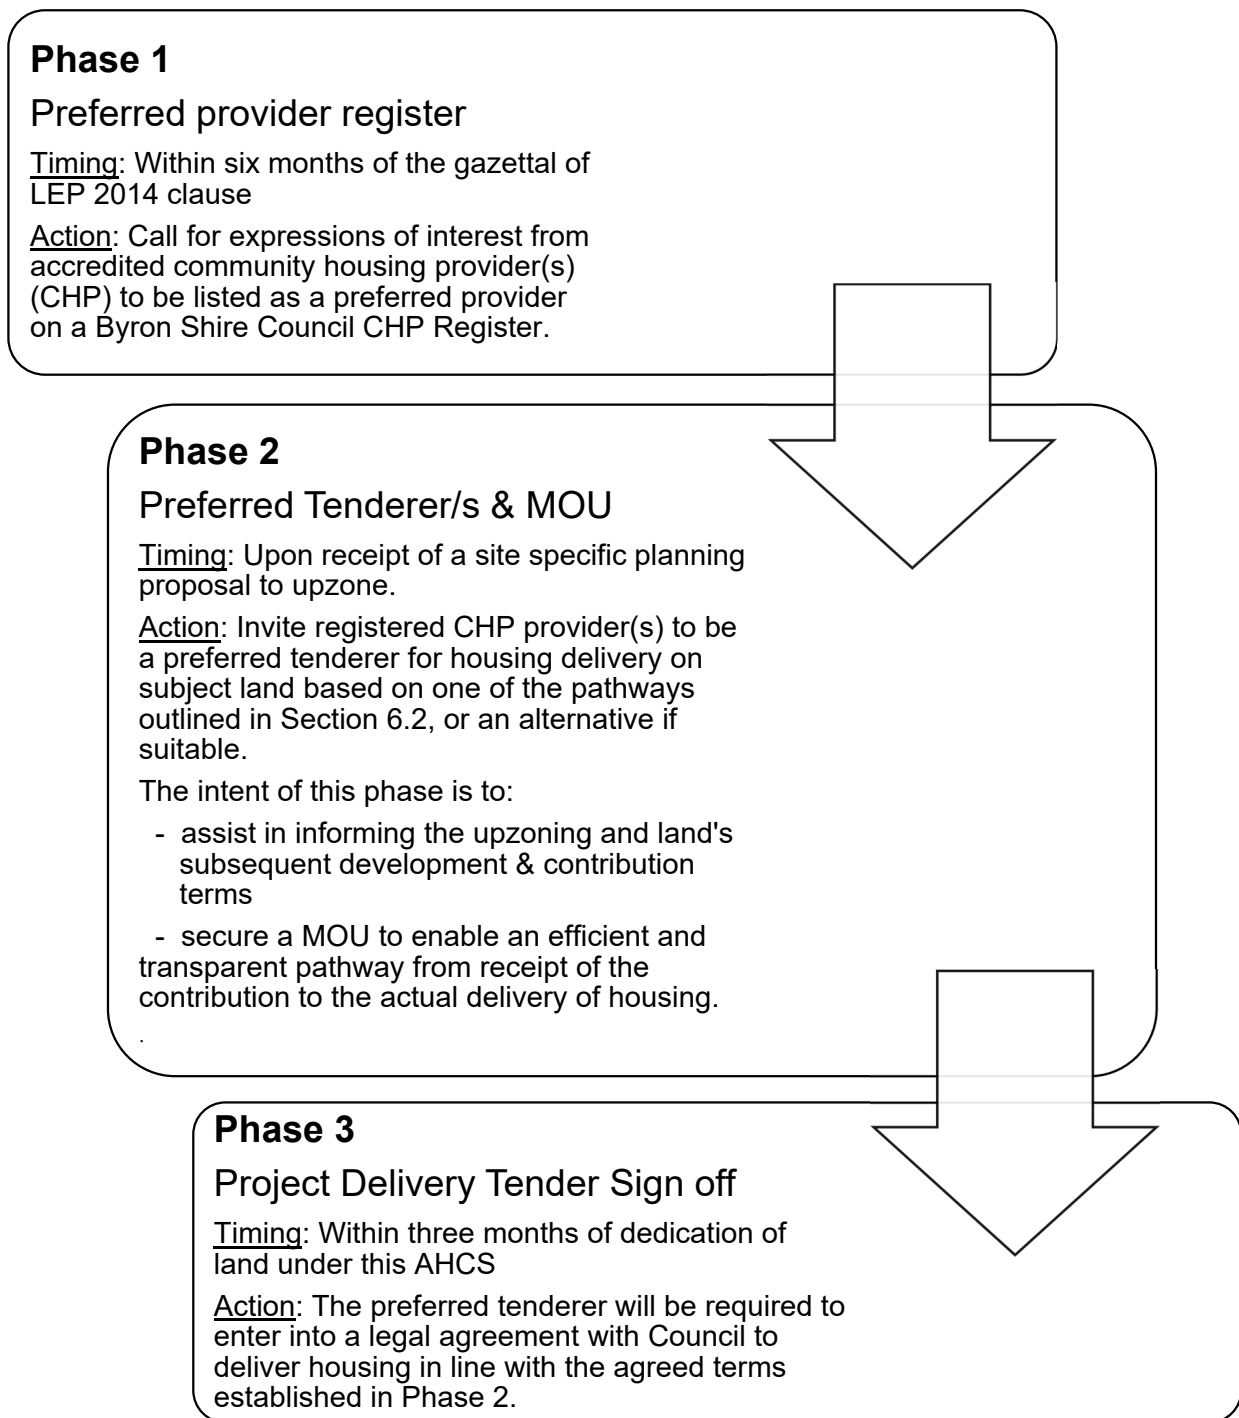 Phase 1
Preferred provider register
Timing: Within six months of the gazettal of
LEP 2014 clause
Action: Call for expressions of interest from
accredited community housing provider(s)
(CHP) to be listed as a preferred provider
on a Byron Shire Council CHP Register.
Phase 2
Preferred Tenderer/s & MOU
Timing: Upon receipt of a site specific planning
proposal to upzone.
Action: Invite registered CHP provider(s) to be
a preferred tenderer for housing delivery on
subject land based on one of the pathways
outlined in Section 6.2, or an alternative if
suitable.
The intent of this phase is to:
- assist in informing the upzoning and land's
subsequent development & contribution
terms
- secure a MOU to enable an efficient and
transparent pathway from receipt of the
contribution to the actual delivery of housing.
.
Phase 3
Project Delivery Tender Sign off
Timing: Within three months of dedication of
land under this AHCS
Action: The preferred tenderer will be required to
enter into a legal agreement with Council to
deliver housing in line with the agreed terms
established in Phase 2.